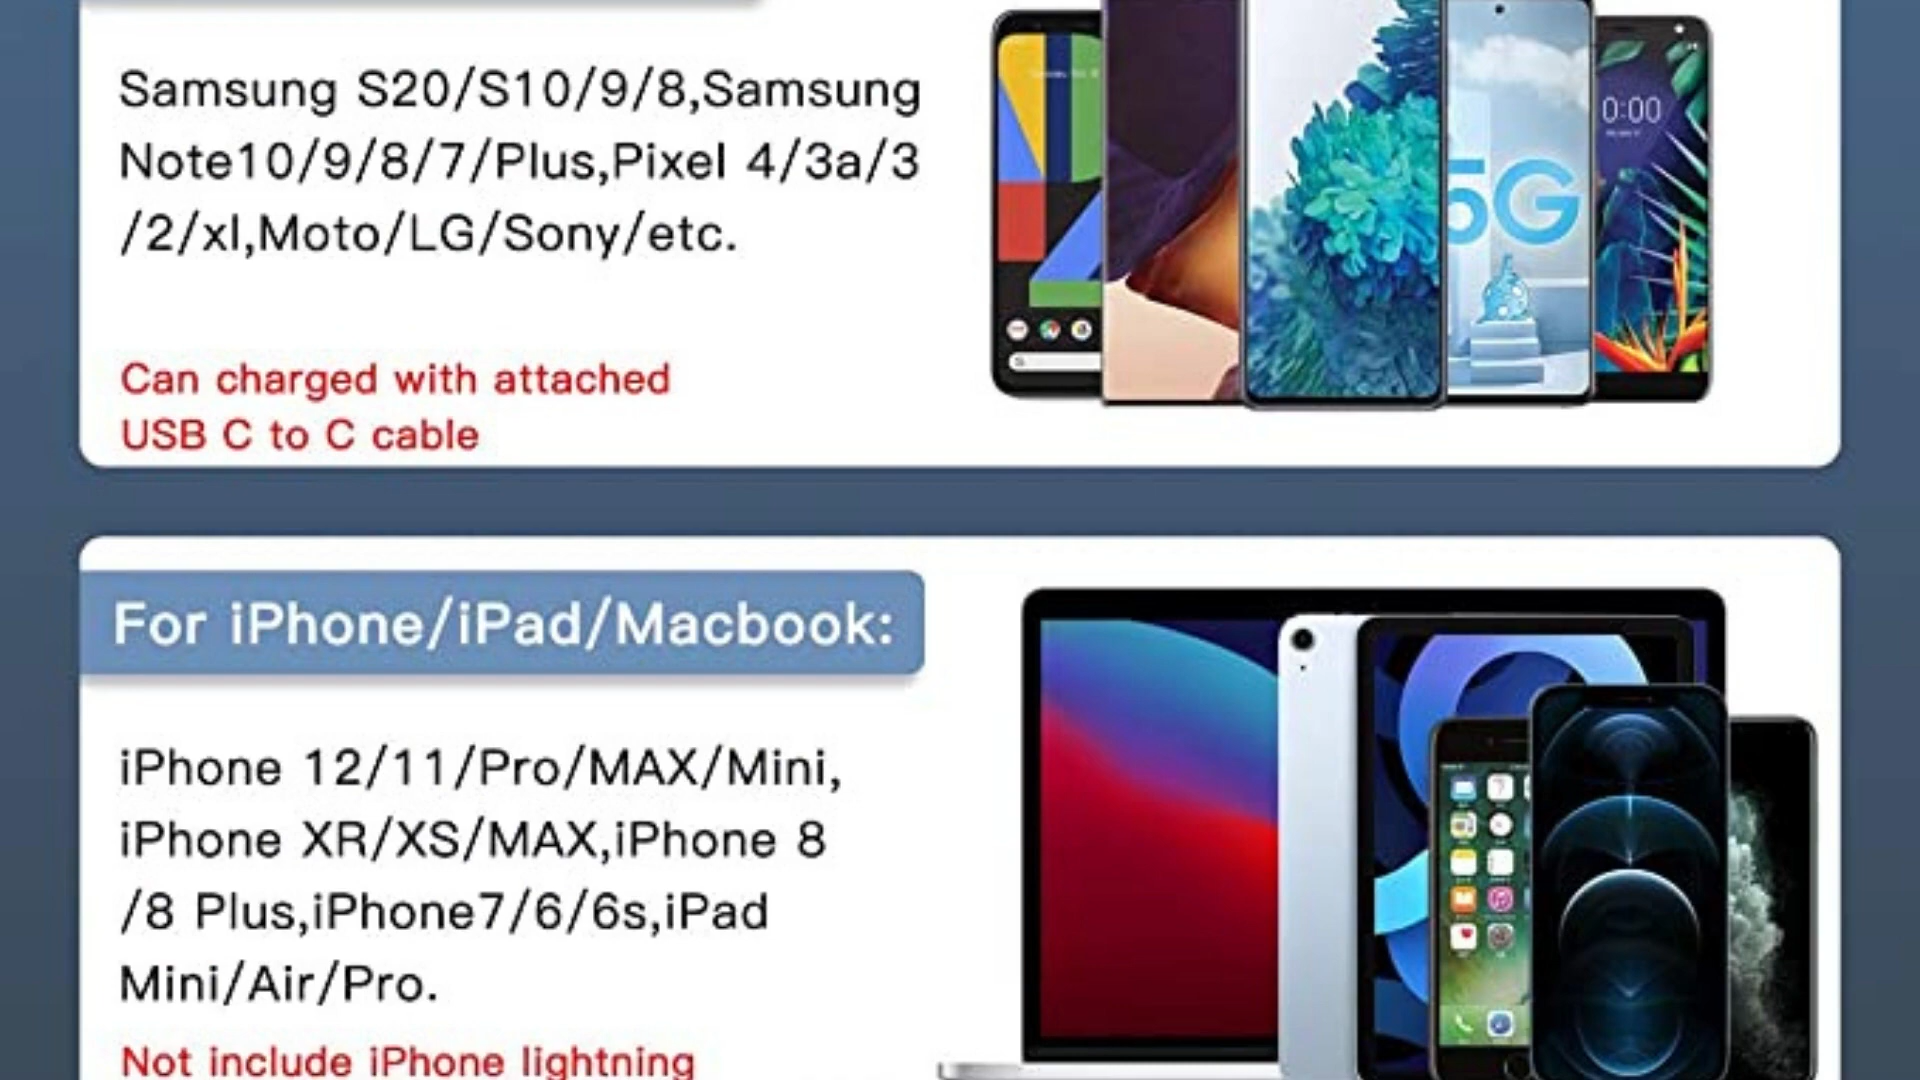 Samsung S20/S10/9/8,Samsung
Note10/9/8/7/Plus,Pixel 4/3a/3
/2/xl,Moto/LG/Sony/etc.
Can charged with attached
USB C to C cable
0:00
5G
For iPhone/iPad/Macbook:
iPhone 12/11/Pro/MAX/Mini,
iPhone XR/XS/MAX,iPhone 8
/8 Plus,iPhone7/6/6s,iPad
Mini/Air/Pro.
Not include iPhone lightning